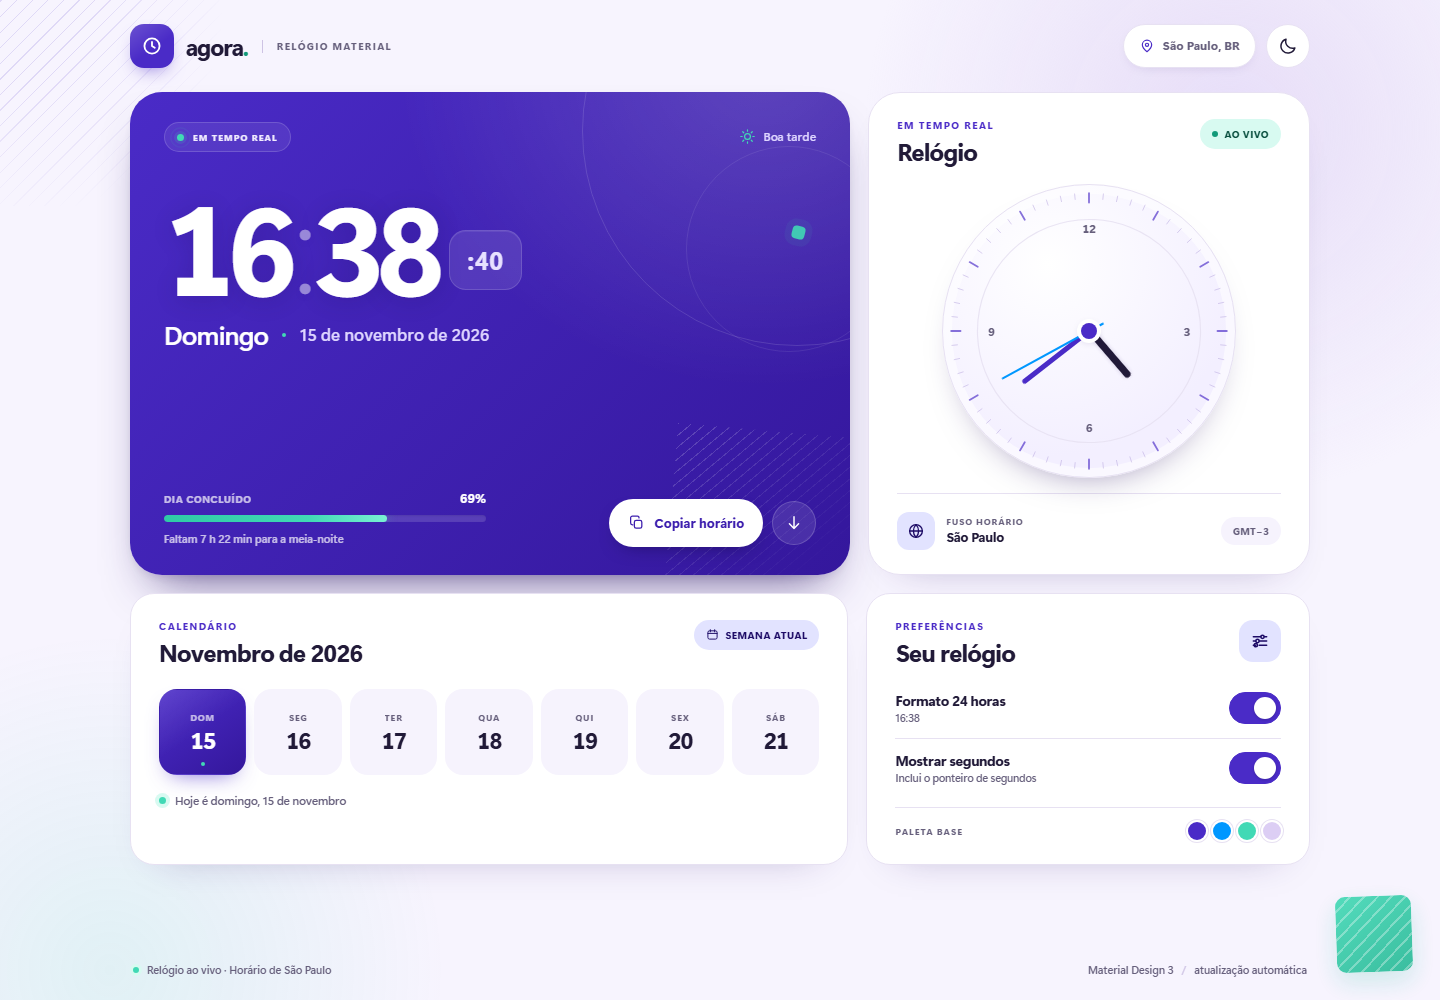 agora.
RELÓGIO MATERIAL
São Paulo, BR
EM TEMPO REAL
Boa tarde
16:38
:40
Domingo • 15 de novembro de 2026
DIA CONCLUÍDO
69%
Faltam 7 h 22 min para a meia-noite
Copiar horário
EM TEMPO REAL
Relógio
AO VIVO
12
9
3
6
FUSO HORÁRIO
São Paulo
GMT−3
CALENDÁRIO
Novembro de 2026
SEMANA ATUAL
DOM SEG TER QUA QUI SEX SÁB
15 16 17 18 19 20 21
Hoje é domingo, 15 de novembro
PREFERÊNCIAS
Seu relógio
Formato 24 horas
16:38
Mostrar segundos
Inclui o ponteiro de segundos
PALETA BASE
Relógio ao vivo · Horário de São Paulo
Material Design 3 / atualização automática